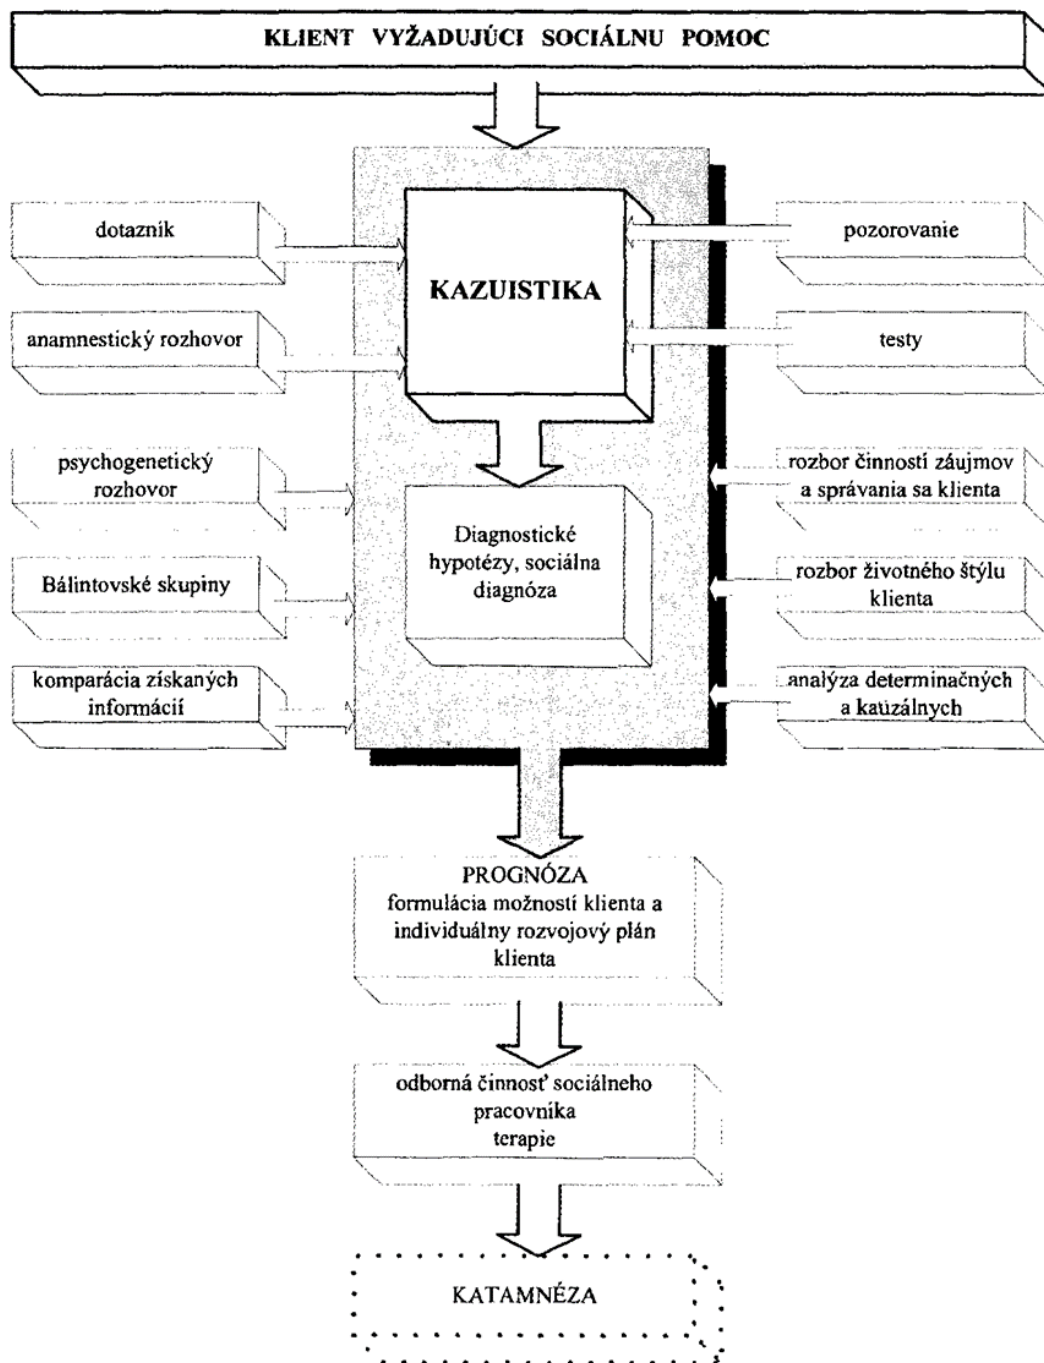 KLIENT VYŽADUJÚCI SOCIÁLNU POMOC
dotazník
pozorovanie
KAZUISTIKA
anamnestický rozhovor
testy
psychogenetický
rozhovor
rozbor činností záujmov
a správania sa klienta
Diagnostické
hypotézy, sociálna
diagnóza
Bálintovské skupiny
rozbor životného štýlu
klienta
komparácia získaných
informácií
analýza determinačných
a kauzálnych
PROGNÓZA
formulácia možností klienta a
individuálny rozvojový plán
klienta
odborná činnosť sociálneho
pracovníka
terapie
KATAMNÉZA